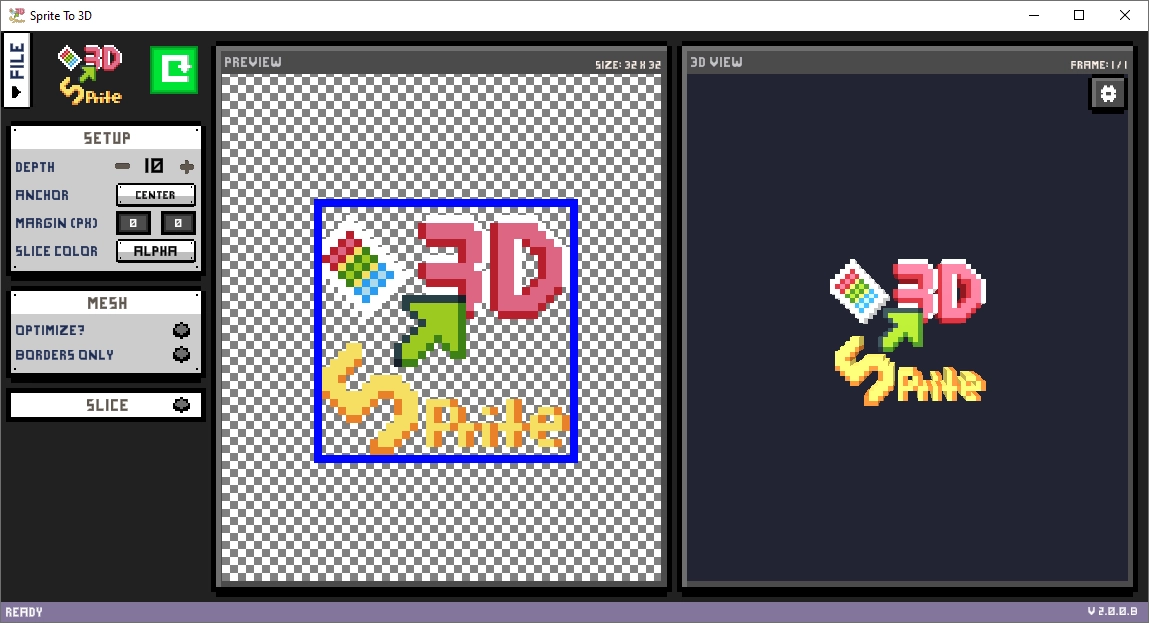 Sprite To 3D
FILE
3D
Sprite
PREVIEW
SIZE: 32 X 32
3D VIEW
FRAME: 1 / 1
SETUP
DEPTH
10
ANCHOR
CENTER
MARGIN (PX)
0
0
SLICE COLOR
ALPHA
MESH
OPTIMIZE?
BORDERS ONLY
SLICE
3D
Sprite
3D
Sprite
READY
V 2.0.0.B